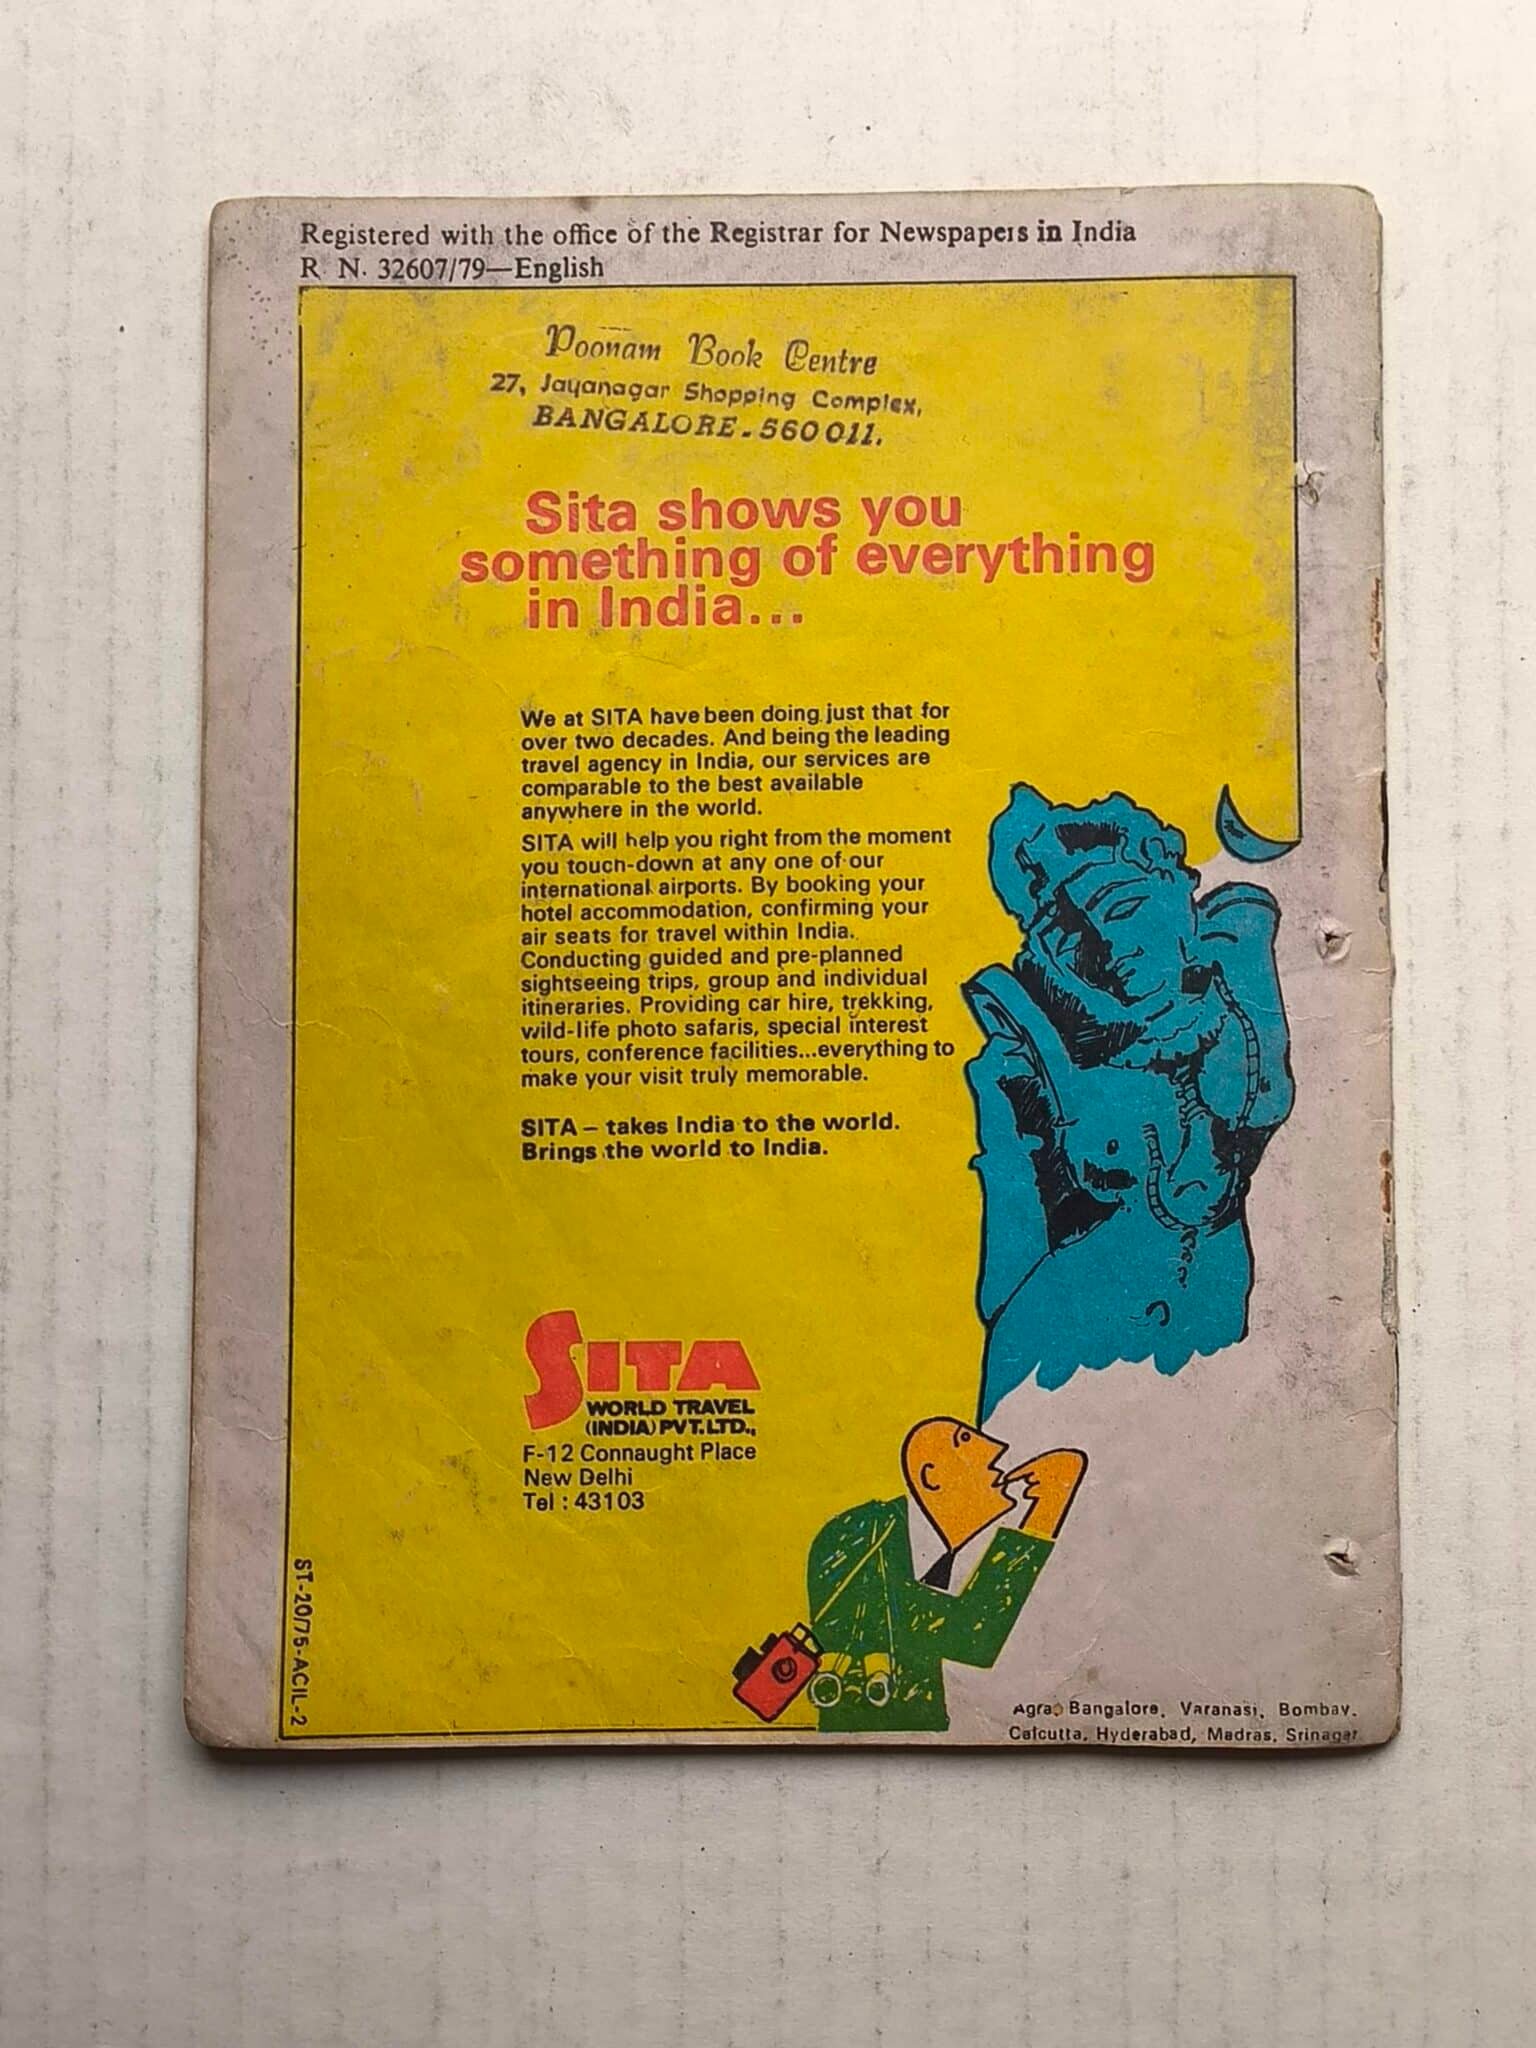 Registered with the office of the Registrar for Newspapers in India
R. N. 32607/79—English
Poonam Book Centre
27, Jayanagar Shopping Complex,
BANGALORE-560 011.
Sita shows you
something of everything
in India...
We at SITA have been doing just that for
over two decades. And being the leading
travel agency in India, our services are
comparable to the best available
anywhere in the world.
SITA will help you right from the moment
you touch-down at any one of our
international airports. By booking your
hotel accommodation, confirming your
air seats for travel within India.
Conducting guided and pre-planned
sightseeing trips, group and individual
itineraries. Providing car hire, trekking,
wild-life photo safaris, special interest
tours, conference facilities...everything to
make your visit truly memorable.
SITA – takes India to the world.
Brings the world to India.
SITA
WORLD TRAVEL
(INDIA) PVT. LTD.,
F-12 Connaught Place
New Delhi
Tel : 43103
ST-20/75-ACIL-2
Agra, Bangalore, Varanasi, Bombay,
Calcutta, Hyderabad, Madras, Srinagar